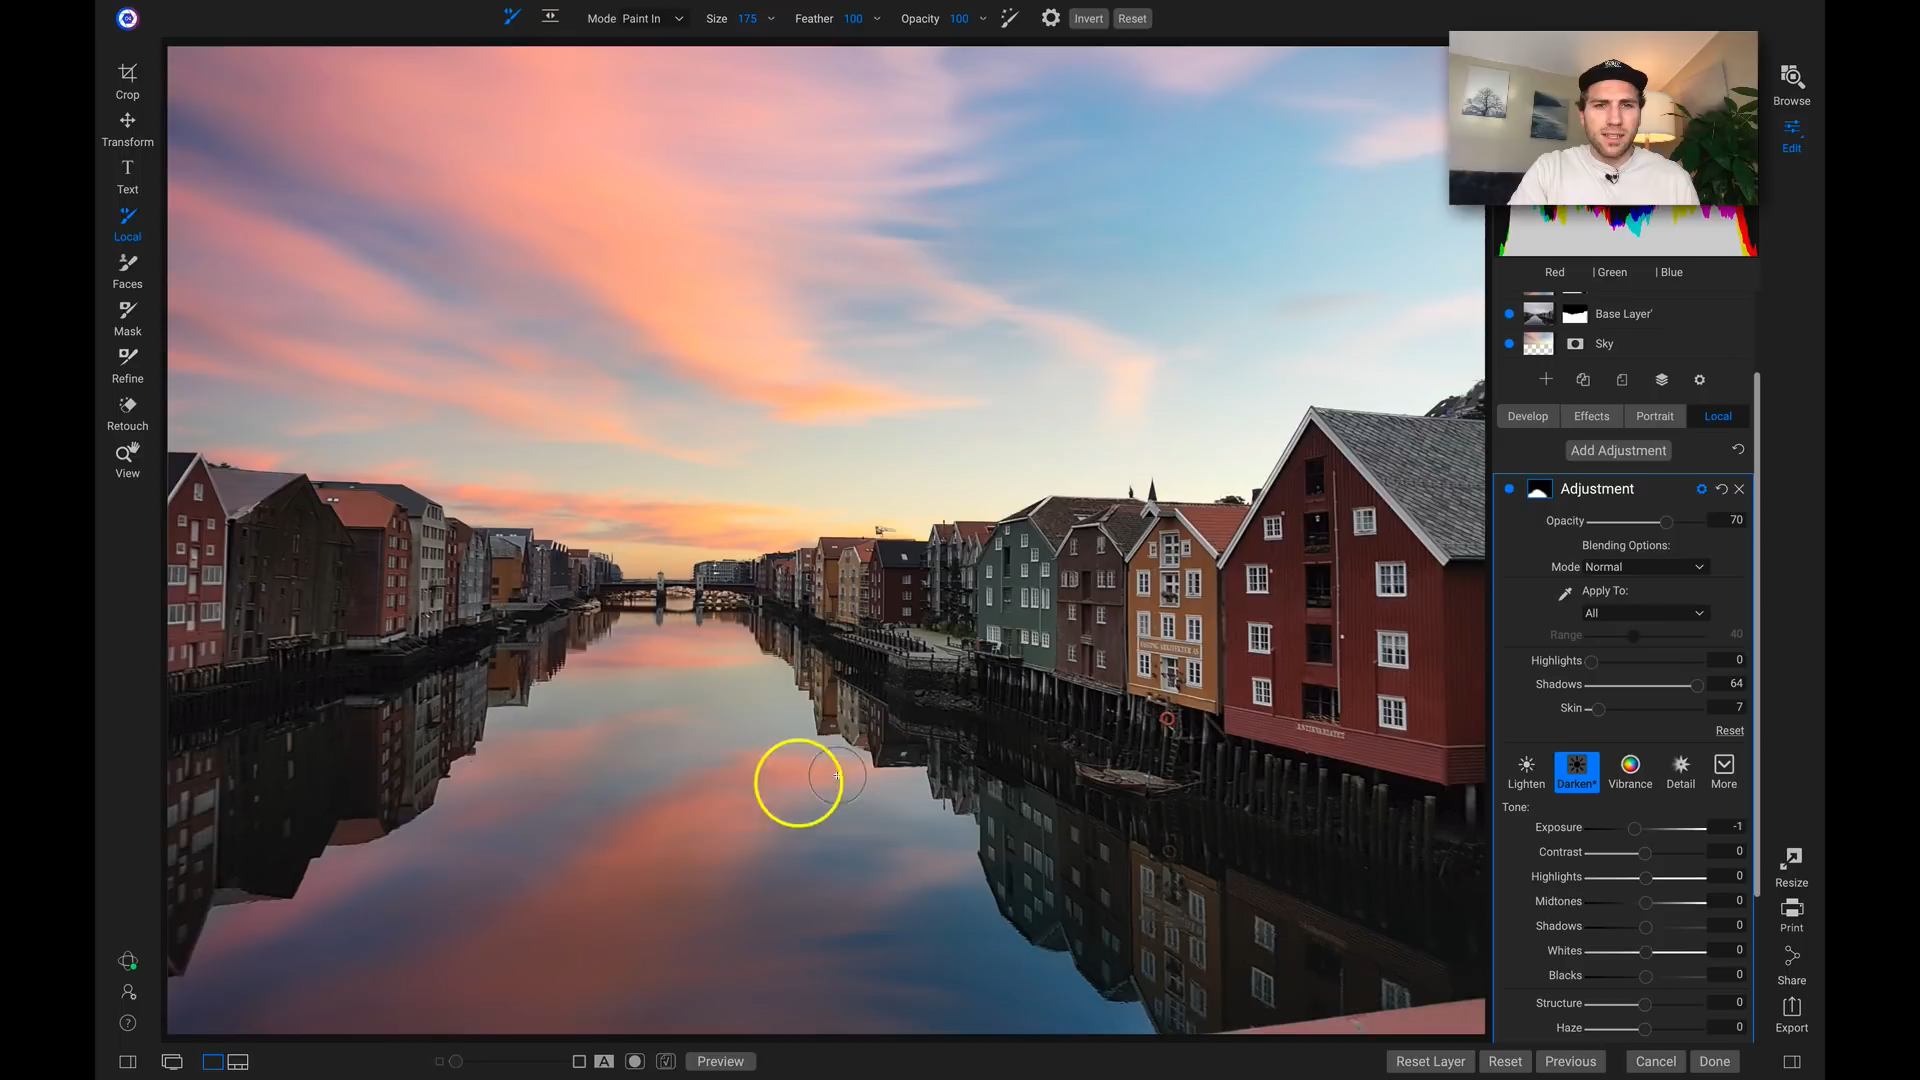 Mode Paint In Size 175 Feather 100 Opacity 100 Invert Reset
Crop
Transform
Text
Local
Faces
Mask
Refine
Retouch
View
Browse
Edit
Red | Green | Blue
Base Layer'
Sky
Develop Effects Portrait Local
Add Adjustment
Adjustment
Opacity 70
Blending Options:
Mode Normal
Apply To:
All
Range 40
Highlights 0
Shadows 64
Skin 7
Reset
Lighten Darken* Vibrance Detail More
Tone:
Exposure -1
Contrast 0
Highlights 0
Midtones 0
Shadows 0
Whites 0
Blacks 0
Structure 0
Haze 0
Resize
Print
Share
Export
A Preview Reset Layer Reset Previous Cancel Done
ANTIKVARIATET